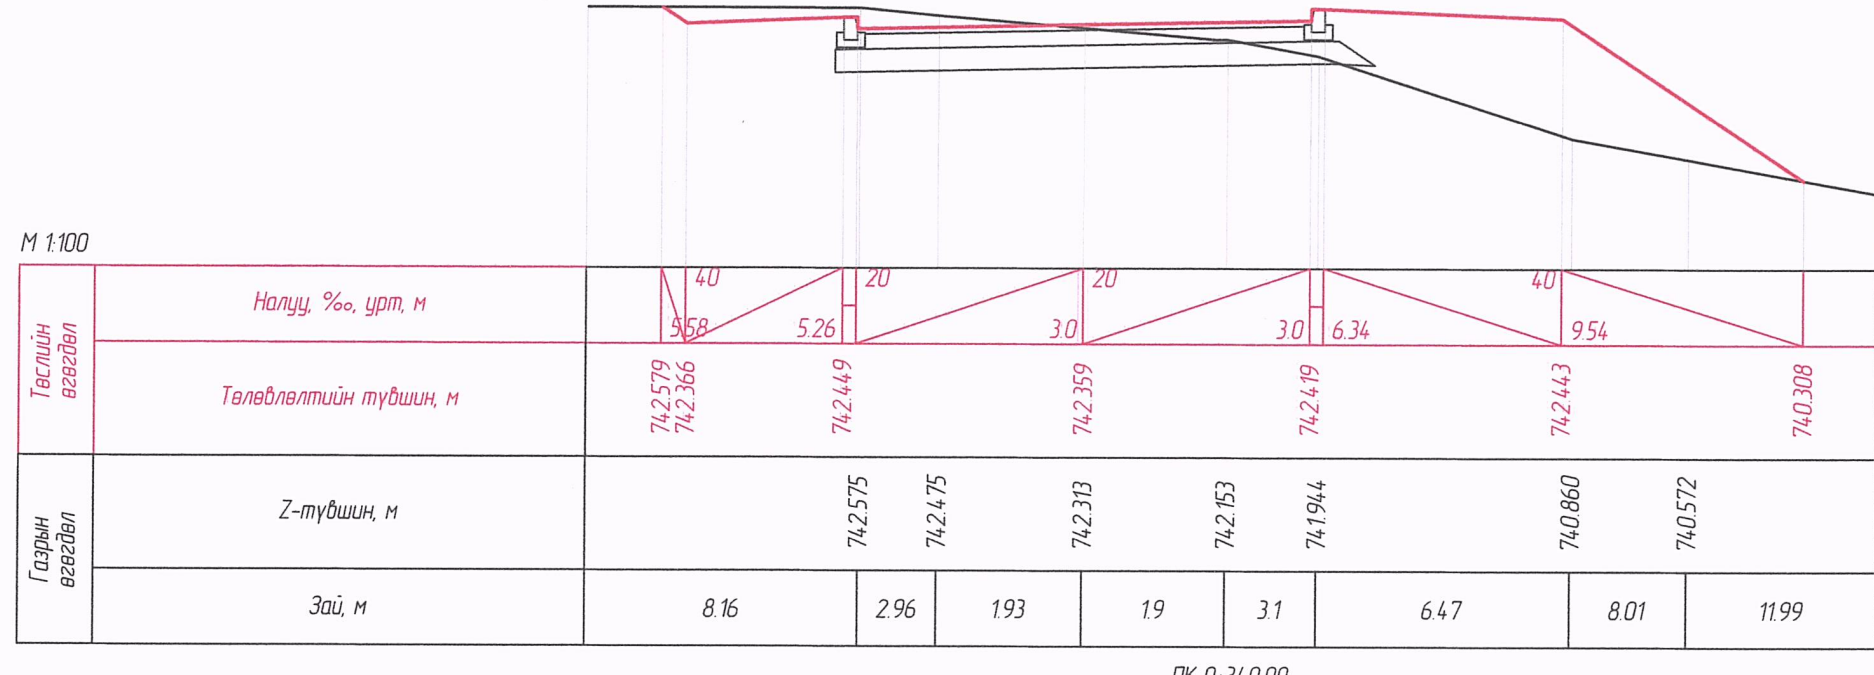 М 1:100
Төслийн өгөгдөл
Налуу, ‰, урт, м
40 20 20 40
5.58 5.26 3.0 3.0 6.34 9.54
Төлөвлөлтийн түвшин, м
742.579 742.366 742.449 742.359 742.419 742.443 740.308
Газрын өгөгдөл
Z-түвшин, м
742.575 742.475 742.313 742.153 741.944 740.860 740.572
Зай, м
8.16 2.96 1.93 1.9 3.1 6.47 8.01 11.99